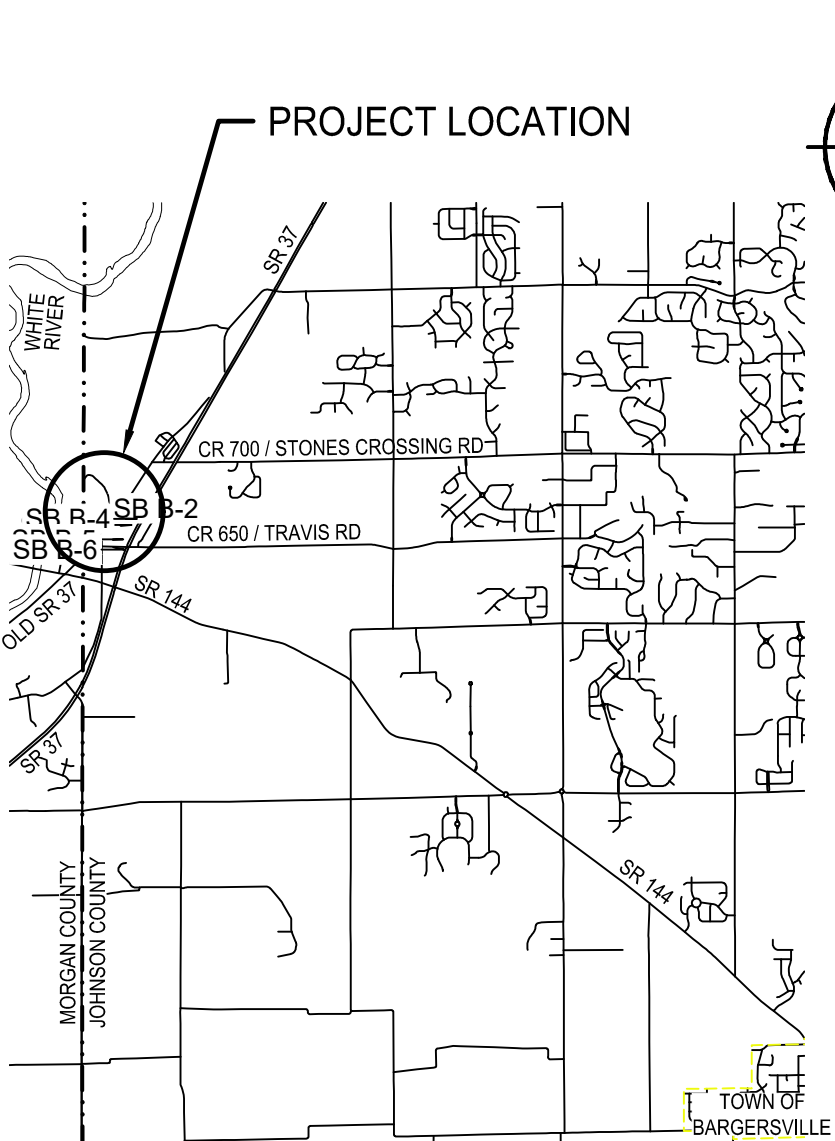 PROJECT LOCATION
SR 37
WHITE
RIVER
CR 700 / STONES CROSSING RD
SB B-2
SB B-4
CR 650 / TRAVIS RD
SB B-6
SR 144
OLD SR 37
SR 37
SR 144
MORGAN COUNTY
JOHNSON COUNTY
TOWN OF
BARGERSVILLE